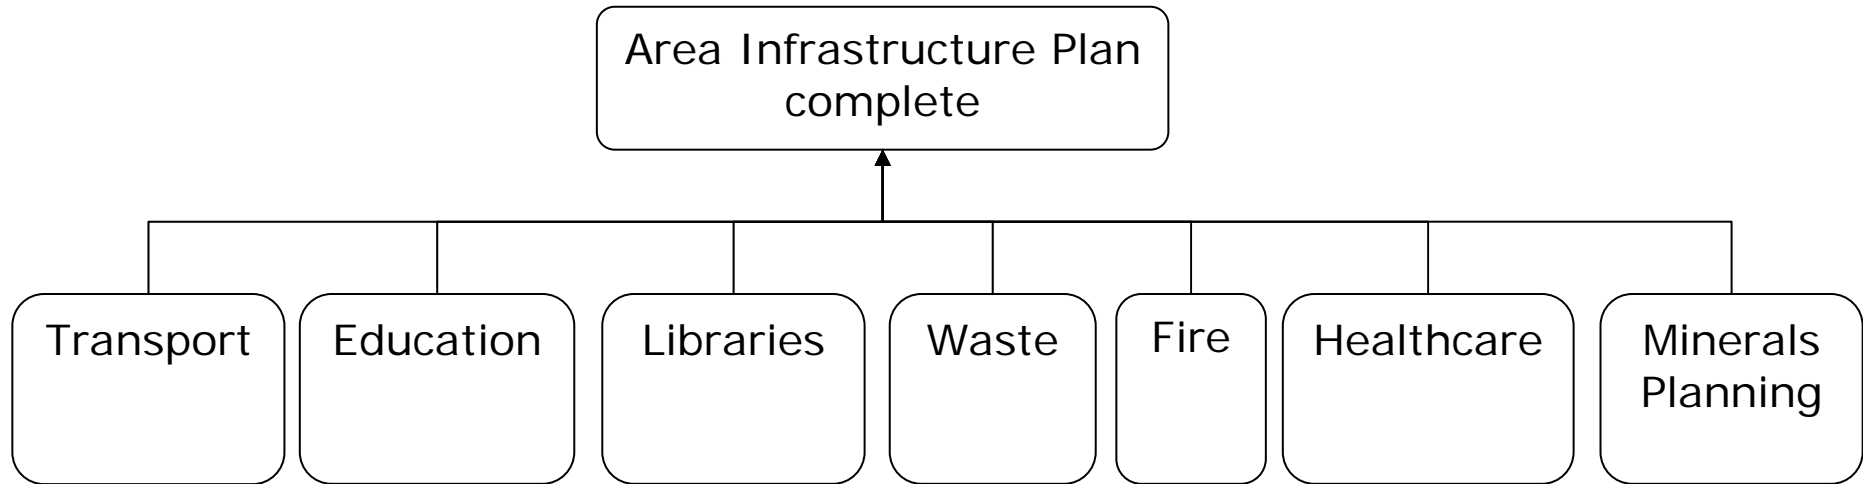 Area Infrastructure Plan
complete
Transport
Education
Libraries
Waste
Fire
Healthcare
Minerals
Planning